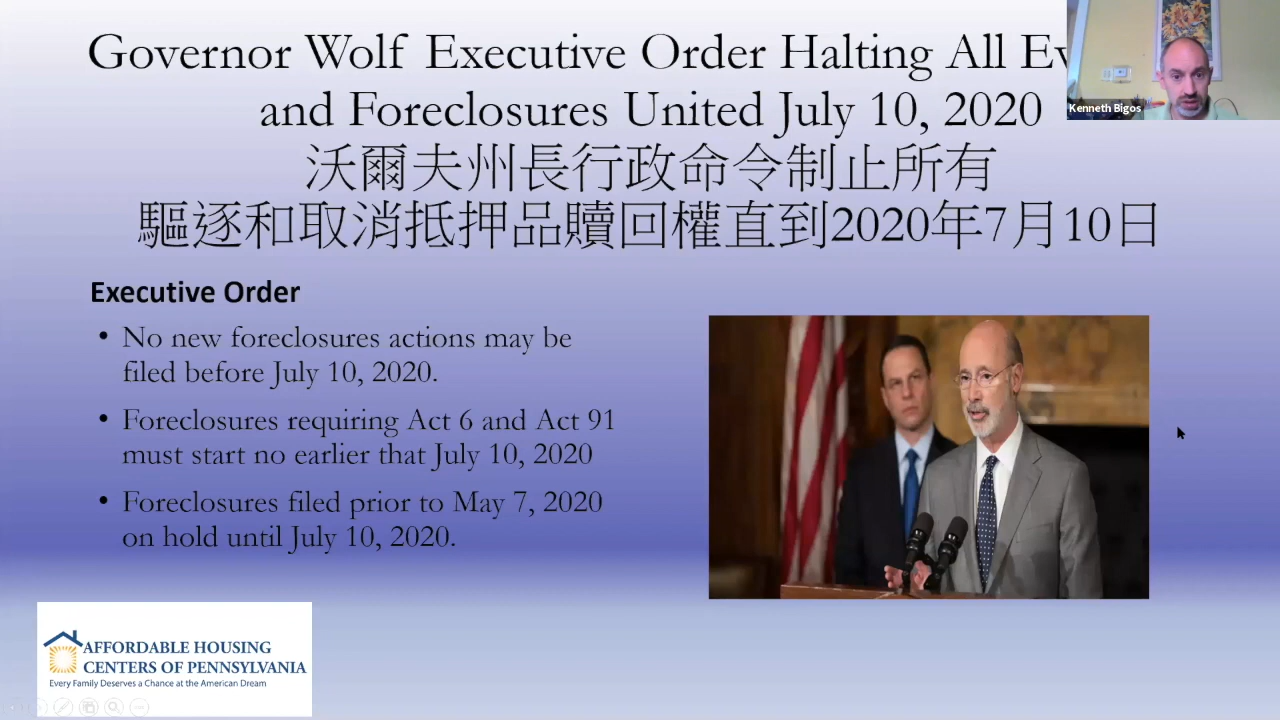 Governor Wolf Executive Order Halting All
and Foreclosures United July 10, 2020
沃爾夫州長行政命令制止所有
驅逐和取消抵押品贖回權直到2020年7月10日
Kenneth Bigos
Executive Order
• No new foreclosures actions may be
filed before July 10, 2020.
• Foreclosures requiring Act 6 and Act 91
must start no earlier that July 10, 2020
• Foreclosures filed prior to May 7, 2020
on hold until July 10, 2020.
AFFORDABLE HOUSING
CENTERS OF PENNSYLVANIA
Every Family Deserves a Chance at the American Dream